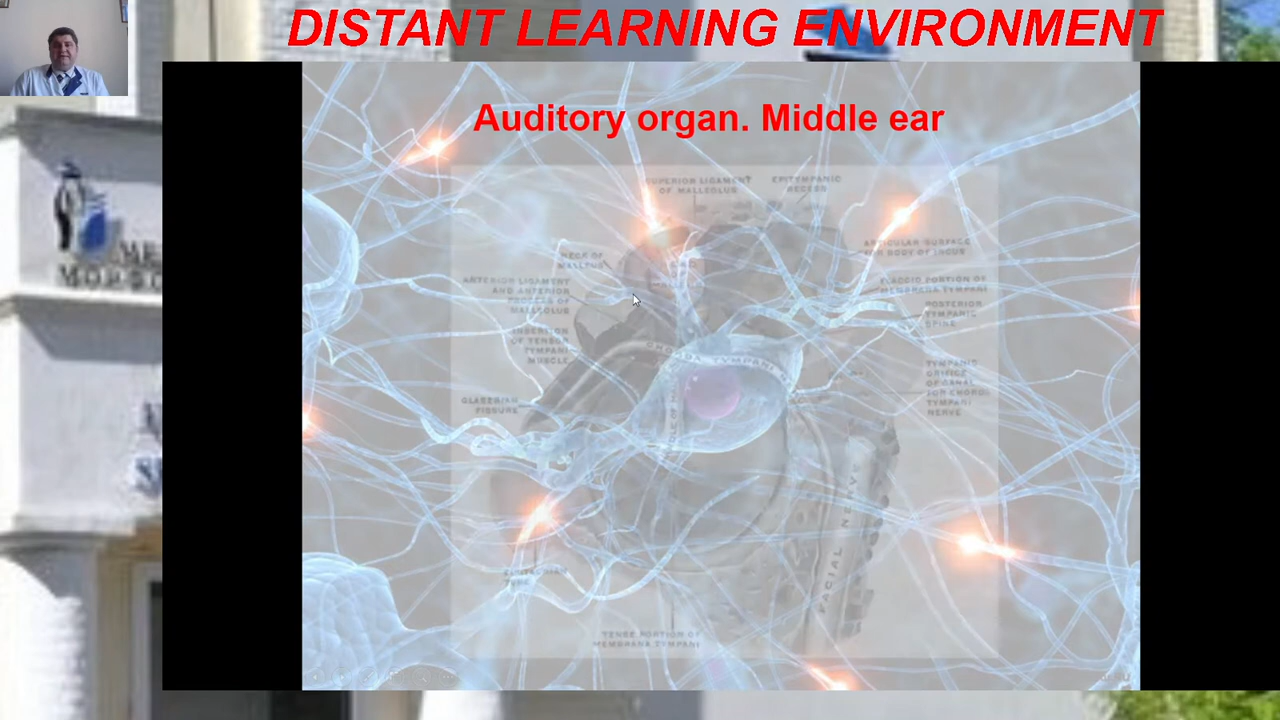 DISTANT LEARNING ENVIRONMENT
Auditory organ. Middle ear
SUPERIOR LIGAMENT
OF MALLEOLUS
EPITYMPANIC
RECESS
NECK OF
MALLEUS
ARTICULAR SURFACE
FOR BODY OF INCUS
ANTERIOR LIGAMENT
AND ANTERIOR
PROCESS OF
MALLEOLUS
FLACCID PORTION OF
MEMBRANA TYMPANI
POSTERIOR
TYMPANIC
SPINE
INSERTION
OF TENSOR
TYMPANI
MUSCLE
CHORDA TYMPANI
TYMPANIC
ORIFICE
OF CANAL
FOR CHORDA
TYMPANI
NERVE
GLASERIAN
FISSURE
FACIAL NERVE
TENSE PORTION OF
MEMBRANA TYMPANI